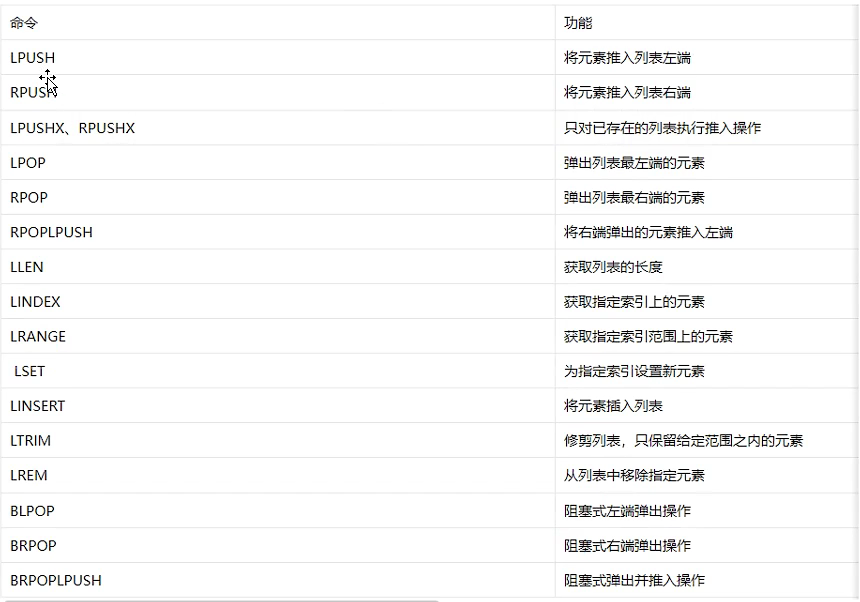 命令 功能
LPUSH 将元素推入列表左端
RPUSH 将元素推入列表右端
LPUSHX、RPUSHX 只对已存在的列表执行推入操作
LPOP 弹出列表最左端的元素
RPOP 弹出列表最右端的元素
RPOPLPUSH 将右端弹出的元素推入左端
LLEN 获取列表的长度
LINDEX 获取指定索引上的元素
LRANGE 获取指定索引范围上的元素
LSET 为指定索引设置新元素
LINSERT 将元素插入列表
LTRIM 修剪列表，只保留给定范围之内的元素
LREM 从列表中移除指定元素
BLPOP 阻塞式左端弹出操作
BRPOP 阻塞式右端弹出操作
BRPOPLPUSH 阻塞式弹出并推入操作